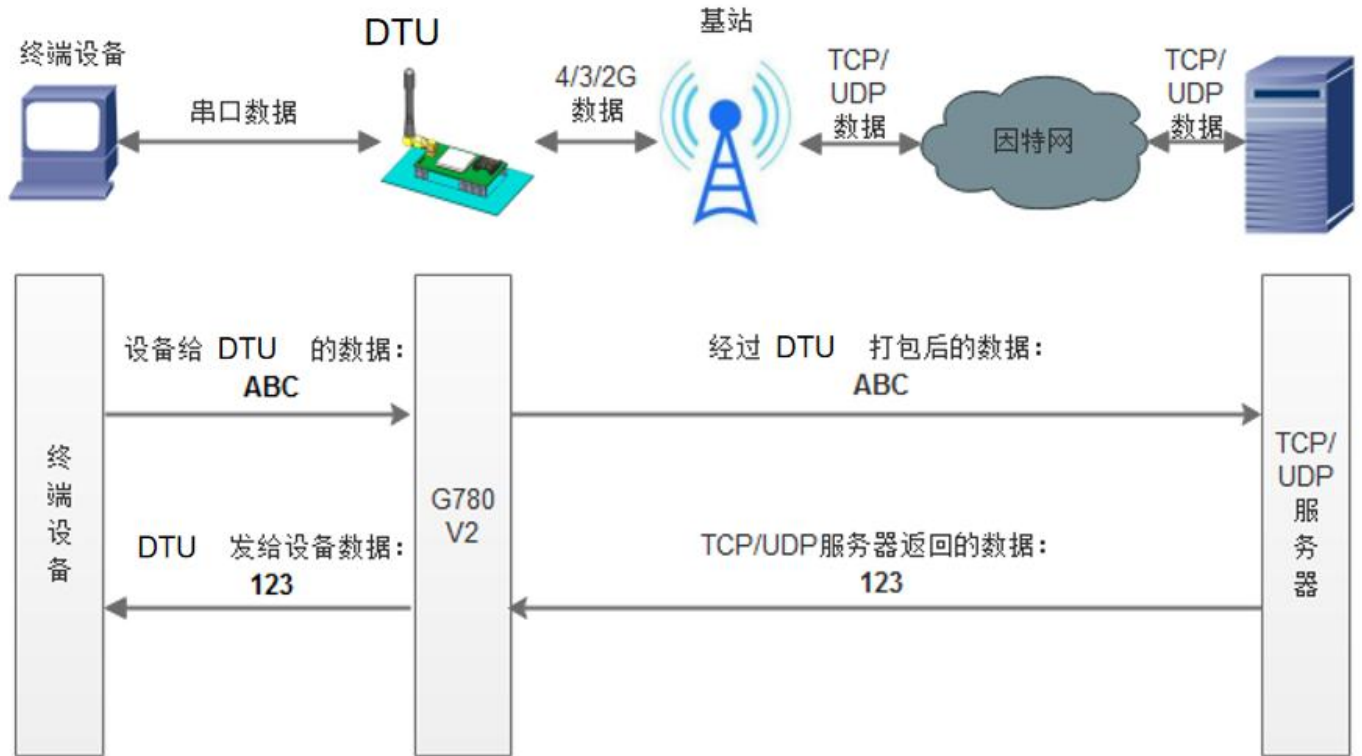 终端设备
DTU
基站
串口数据
4/3/2G
数据
TCP/
UDP
数据
因特网
TCP/
UDP
数据
设备给 DTU 的数据：
ABC
经过 DTU 打包后的数据：
ABC
终
端
设
备
G780
V2
TCP/
UDP
服
务
器
DTU 发给设备数据：
123
TCP/UDP服务器返回的数据：
123